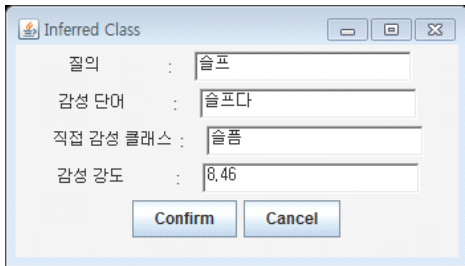 Inferred Class
질의 : 슬프
감성 단어 : 슬프다
직접 감성 클래스 : 슬픔
감성 강도 : 8,46
Confirm Cancel